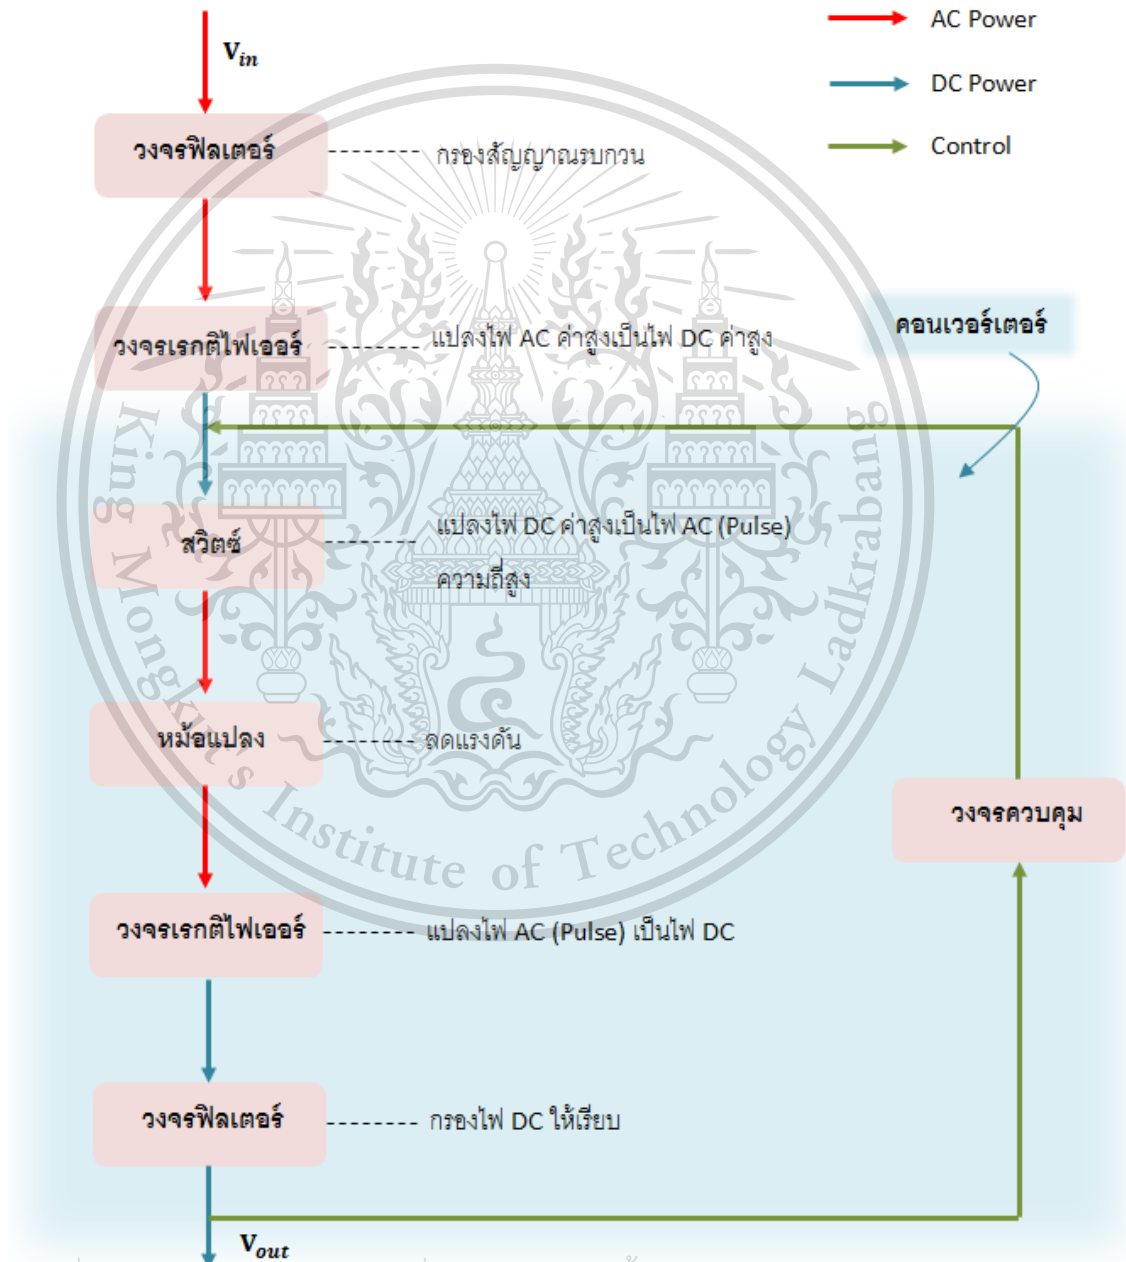 AC Power
V_in
DC Power
วงจรฟิลเตอร์
กรองสัญญาณรบกวน
Control
คอนเวอร์เตอร์
วงจรเรกติไฟเออร์
แปลงไฟ AC ค่าสูงเป็นไฟ DC ค่าสูง
สวิตซ์
แปลงไฟ DC ค่าสูงเป็นไฟ AC (Pulse)
ความถี่สูง
หม้อแปลง
ลดแรงดัน
วงจรควบคุม
วงจรเรกติไฟเออร์
แปลงไฟ AC (Pulse) เป็นไฟ DC
วงจรฟิลเตอร์
กรองไฟ DC ให้เรียบ
V_out
King Mongkut's Institute of Technology Ladkrabang